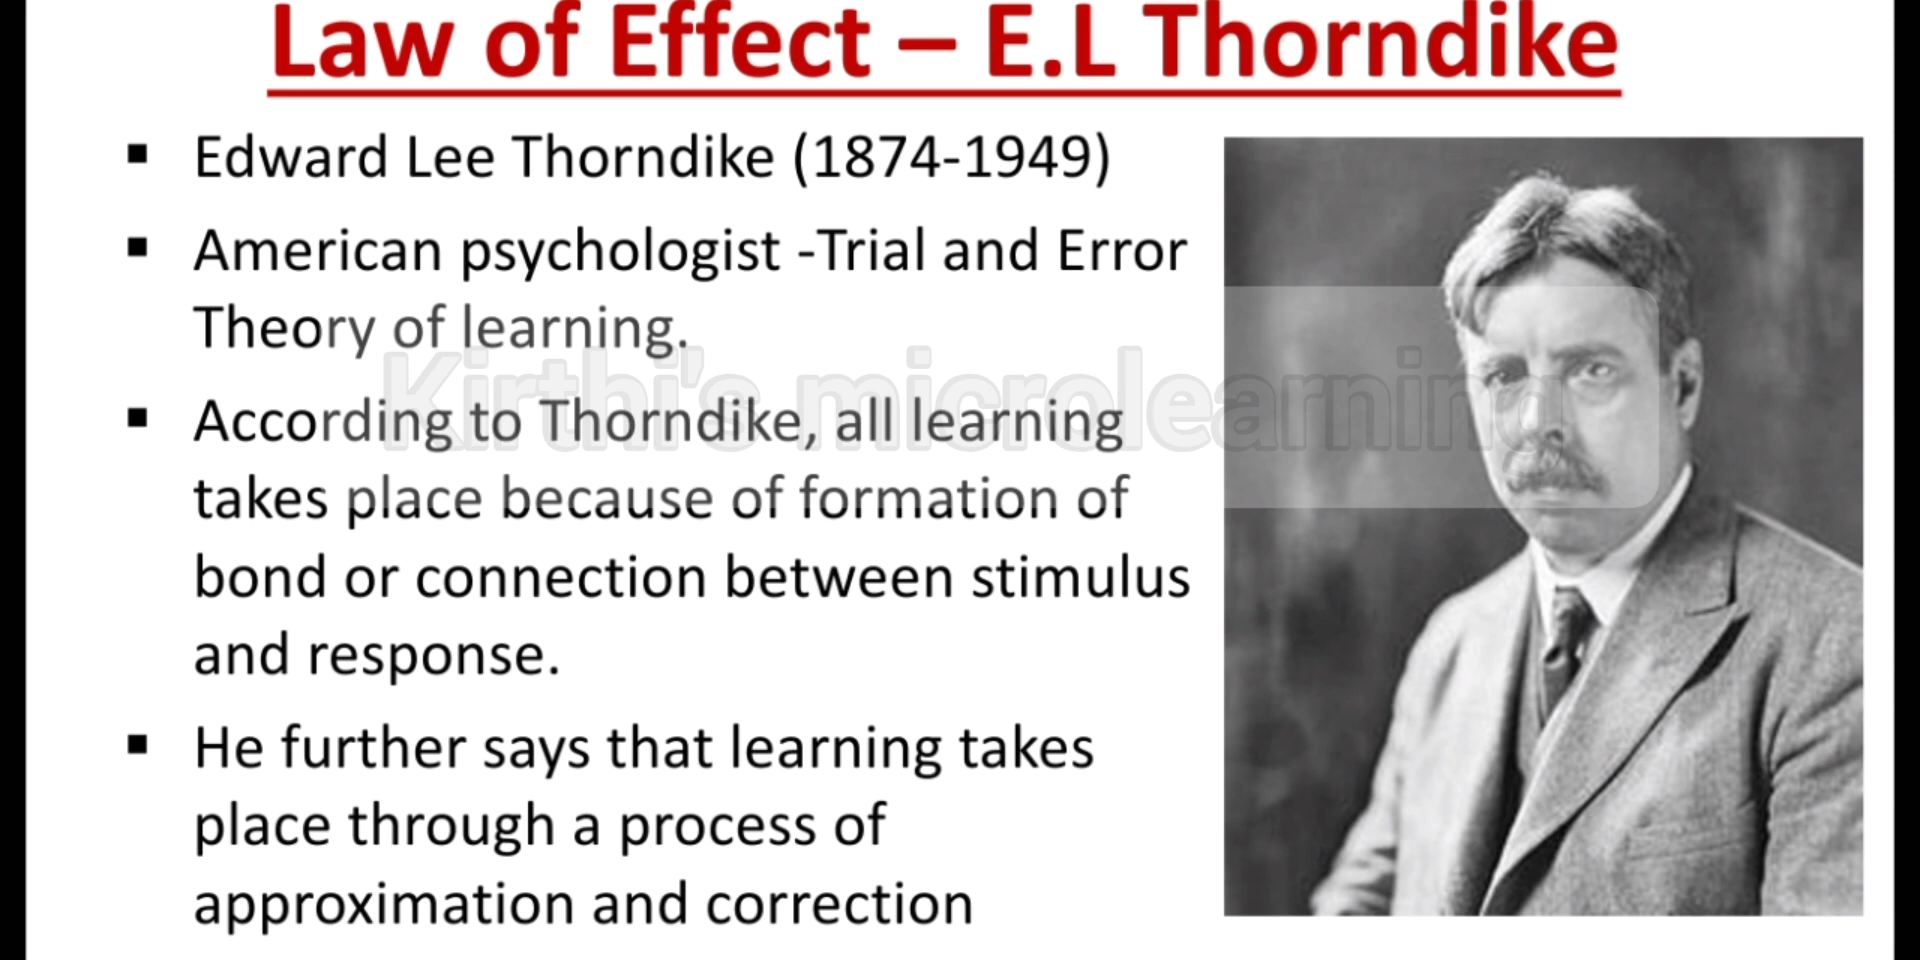 Law of Effect – E.L Thorndike
▪ Edward Lee Thorndike (1874-1949)
▪ American psychologist -Trial and Error
Theory of learning.
Kirthi's microlearning
▪ According to Thorndike, all learning
takes place because of formation of
bond or connection between stimulus
and response.
▪ He further says that learning takes
place through a process of
approximation and correction